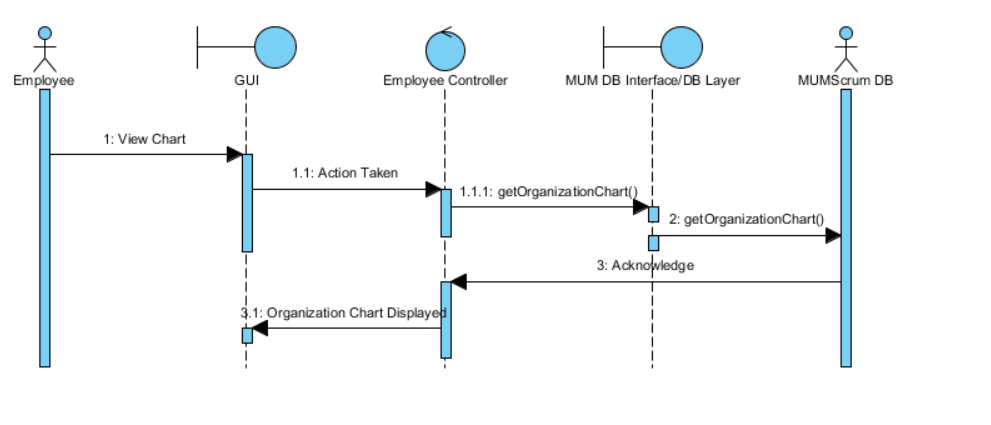 Employee
GUI
Employee Controller
MUM DB Interface/DB Layer
MUMScrum DB
1: View Chart
1.1: Action Taken
1.1.1: getOrganizationChart()
2: getOrganizationChart()
3: Acknowledge
3.1: Organization Chart Displayed